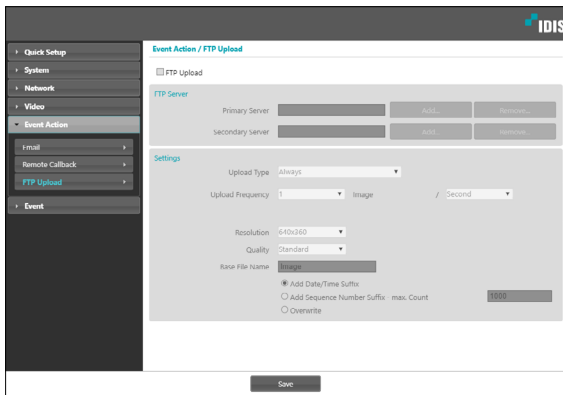 IDIS
Quick Setup
System
Network
Video
Event Action
Email
Remote Callback
FTP Upload
Event
Event Action / FTP Upload
FTP Upload
FTP Server
Primary Server Add... Remove...
Secondary Server Add... Remove...
Settings
Upload Type Always
Upload Frequency 1 Image / Second
Resolution 640x360
Quality Standard
Base File Name Image
Add Date/Time Suffix
Add Sequence Number Suffix - max. Count 1000
Overwrite
Save